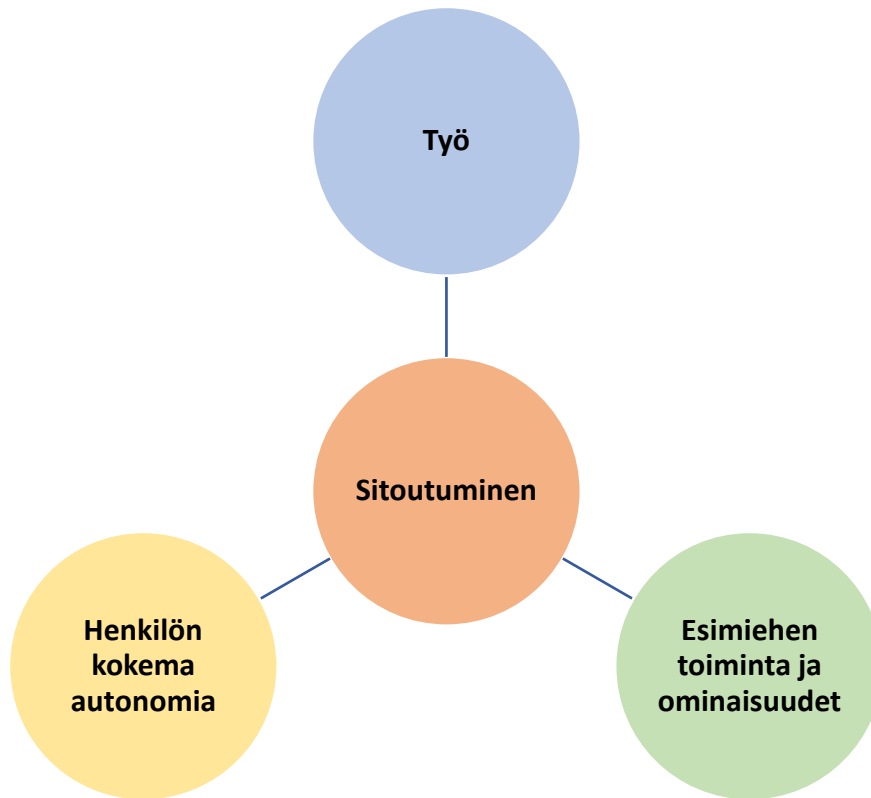 Työ
Sitoutuminen
Henkilön
kokema
autonomia
Esimiehen
toiminta ja
ominaisuudet